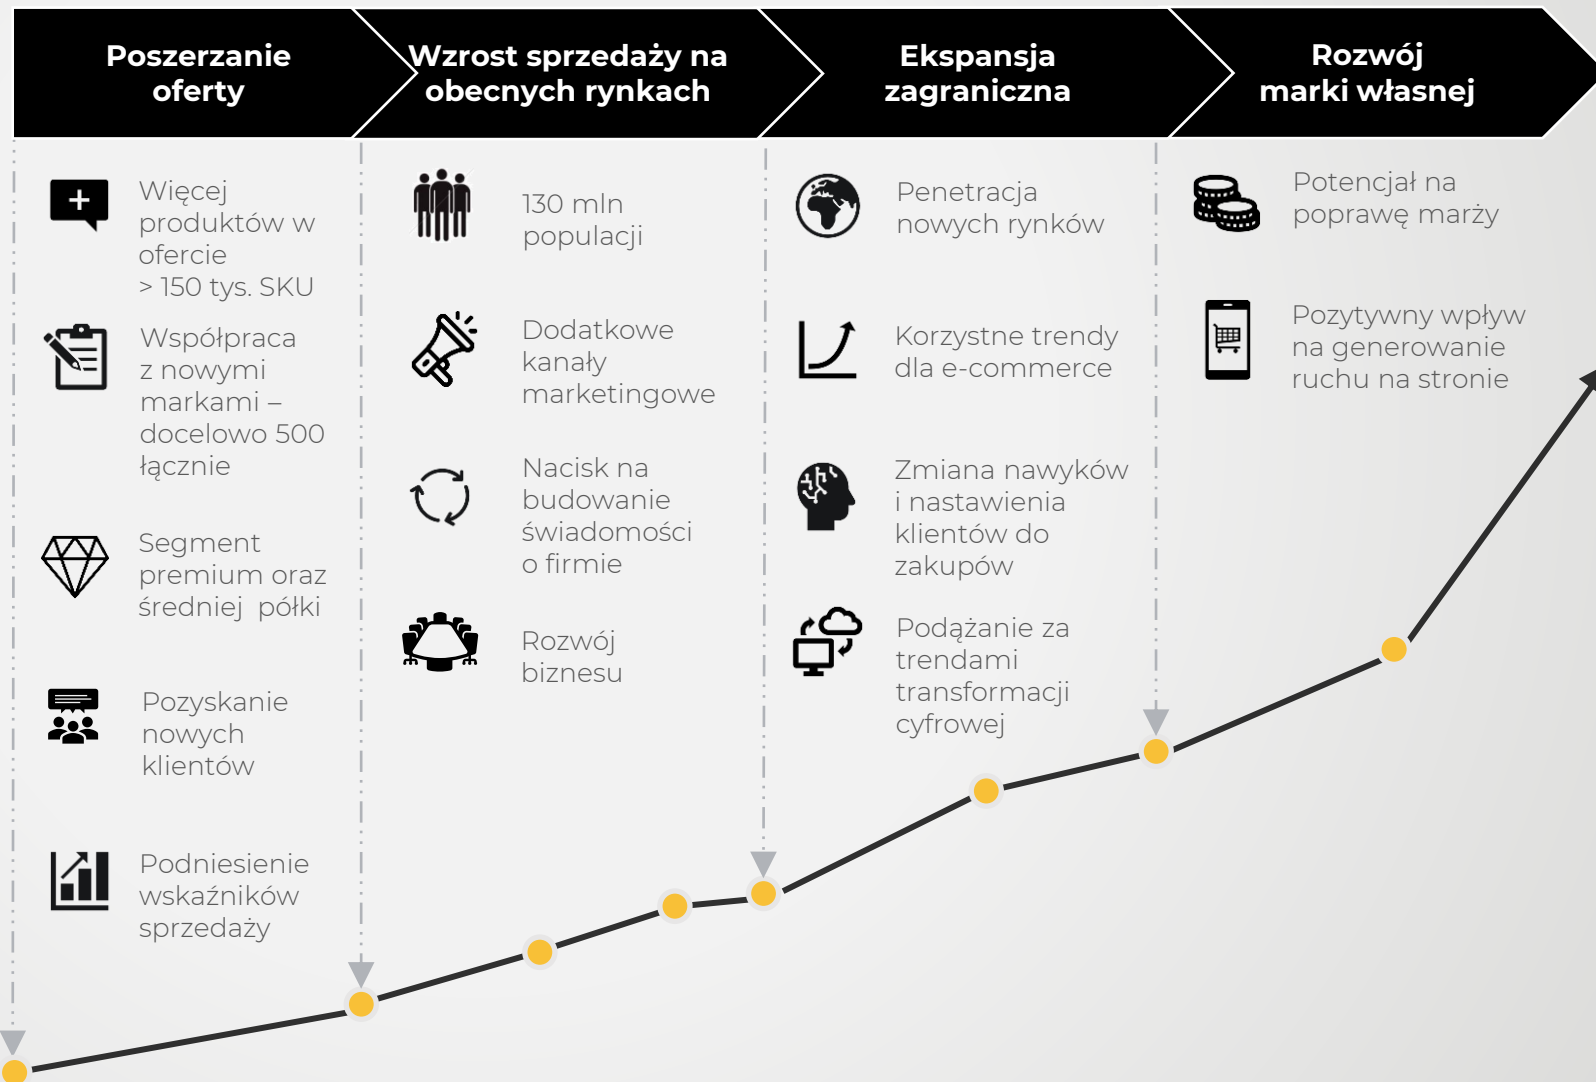 Poszerzanie
oferty
Wzrost sprzedaży na
obecnych rynkach
Ekspansja
zagraniczna
Rozwój
marki własnej
Więcej
produktów w
ofercie
> 150 tys. SKU
Współpraca
z nowymi
markami –
docelowo 500
łącznie
Segment
premium oraz
średniej półki
Pozyskanie
nowych
klientów
Podniesienie
wskaźników
sprzedaży
130 mln
populacji
Dodatkowe
kanały
marketingowe
Nacisk na
budowanie
świadomości
o firmie
Rozwój
biznesu
Penetracja
nowych rynków
Korzystne trendy
dla e-commerce
Zmiana nawyków
i nastawienia
klientów do
zakupów
Podążanie za
trendami
transformacji
cyfrowej
Potencjał na
poprawę marży
Pozytywny wpływ
na generowanie
ruchu na stronie